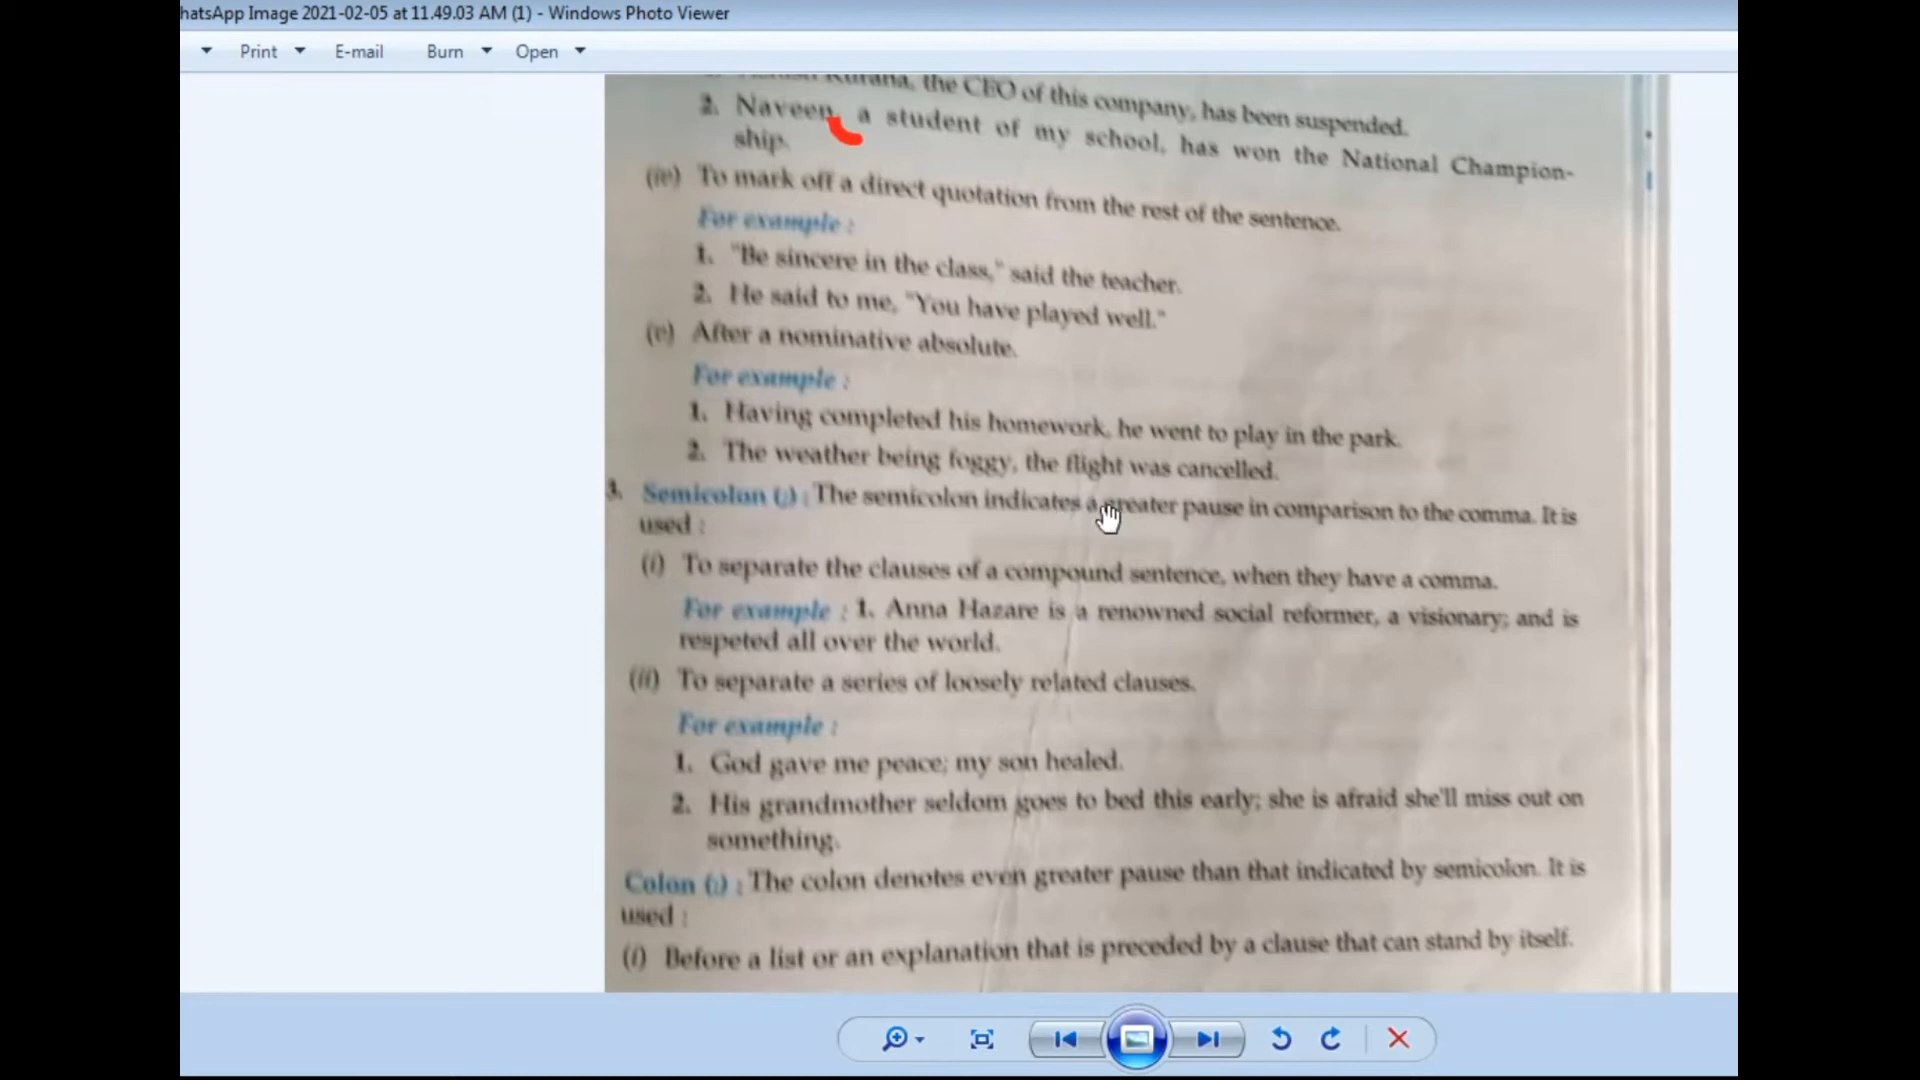 hatsApp Image 2021-02-05 at 11.49.03 AM (1) - Windows Photo Viewer
Print E-mail Burn Open
Kurana, the CEO of this company, has been suspended.
2. Naveen, a student of my school, has won the National Champion-
ship.
(iv) To mark off a direct quotation from the rest of the sentence.
For example :
1. "Be sincere in the class," said the teacher.
2. He said to me, "You have played well."
(v) After a nominative absolute.
For example :
1. Having completed his homework, he went to play in the park.
2. The weather being foggy, the flight was cancelled.
3. Semicolon (;) : The semicolon indicates a greater pause in comparison to the comma. It is
used :
(i) To separate the clauses of a compound sentence, when they have a comma.
For example : 1. Anna Hazare is a renowned social reformer, a visionary; and is
respeted all over the world.
(ii) To separate a series of loosely related clauses.
For example :
1. God gave me peace; my son healed.
2. His grandmother seldom goes to bed this early; she is afraid she'll miss out on
something.
Colon (:) : The colon denotes even greater pause than that indicated by semicolon. It is
used :
(i) Before a list or an explanation that is preceded by a clause that can stand by itself.